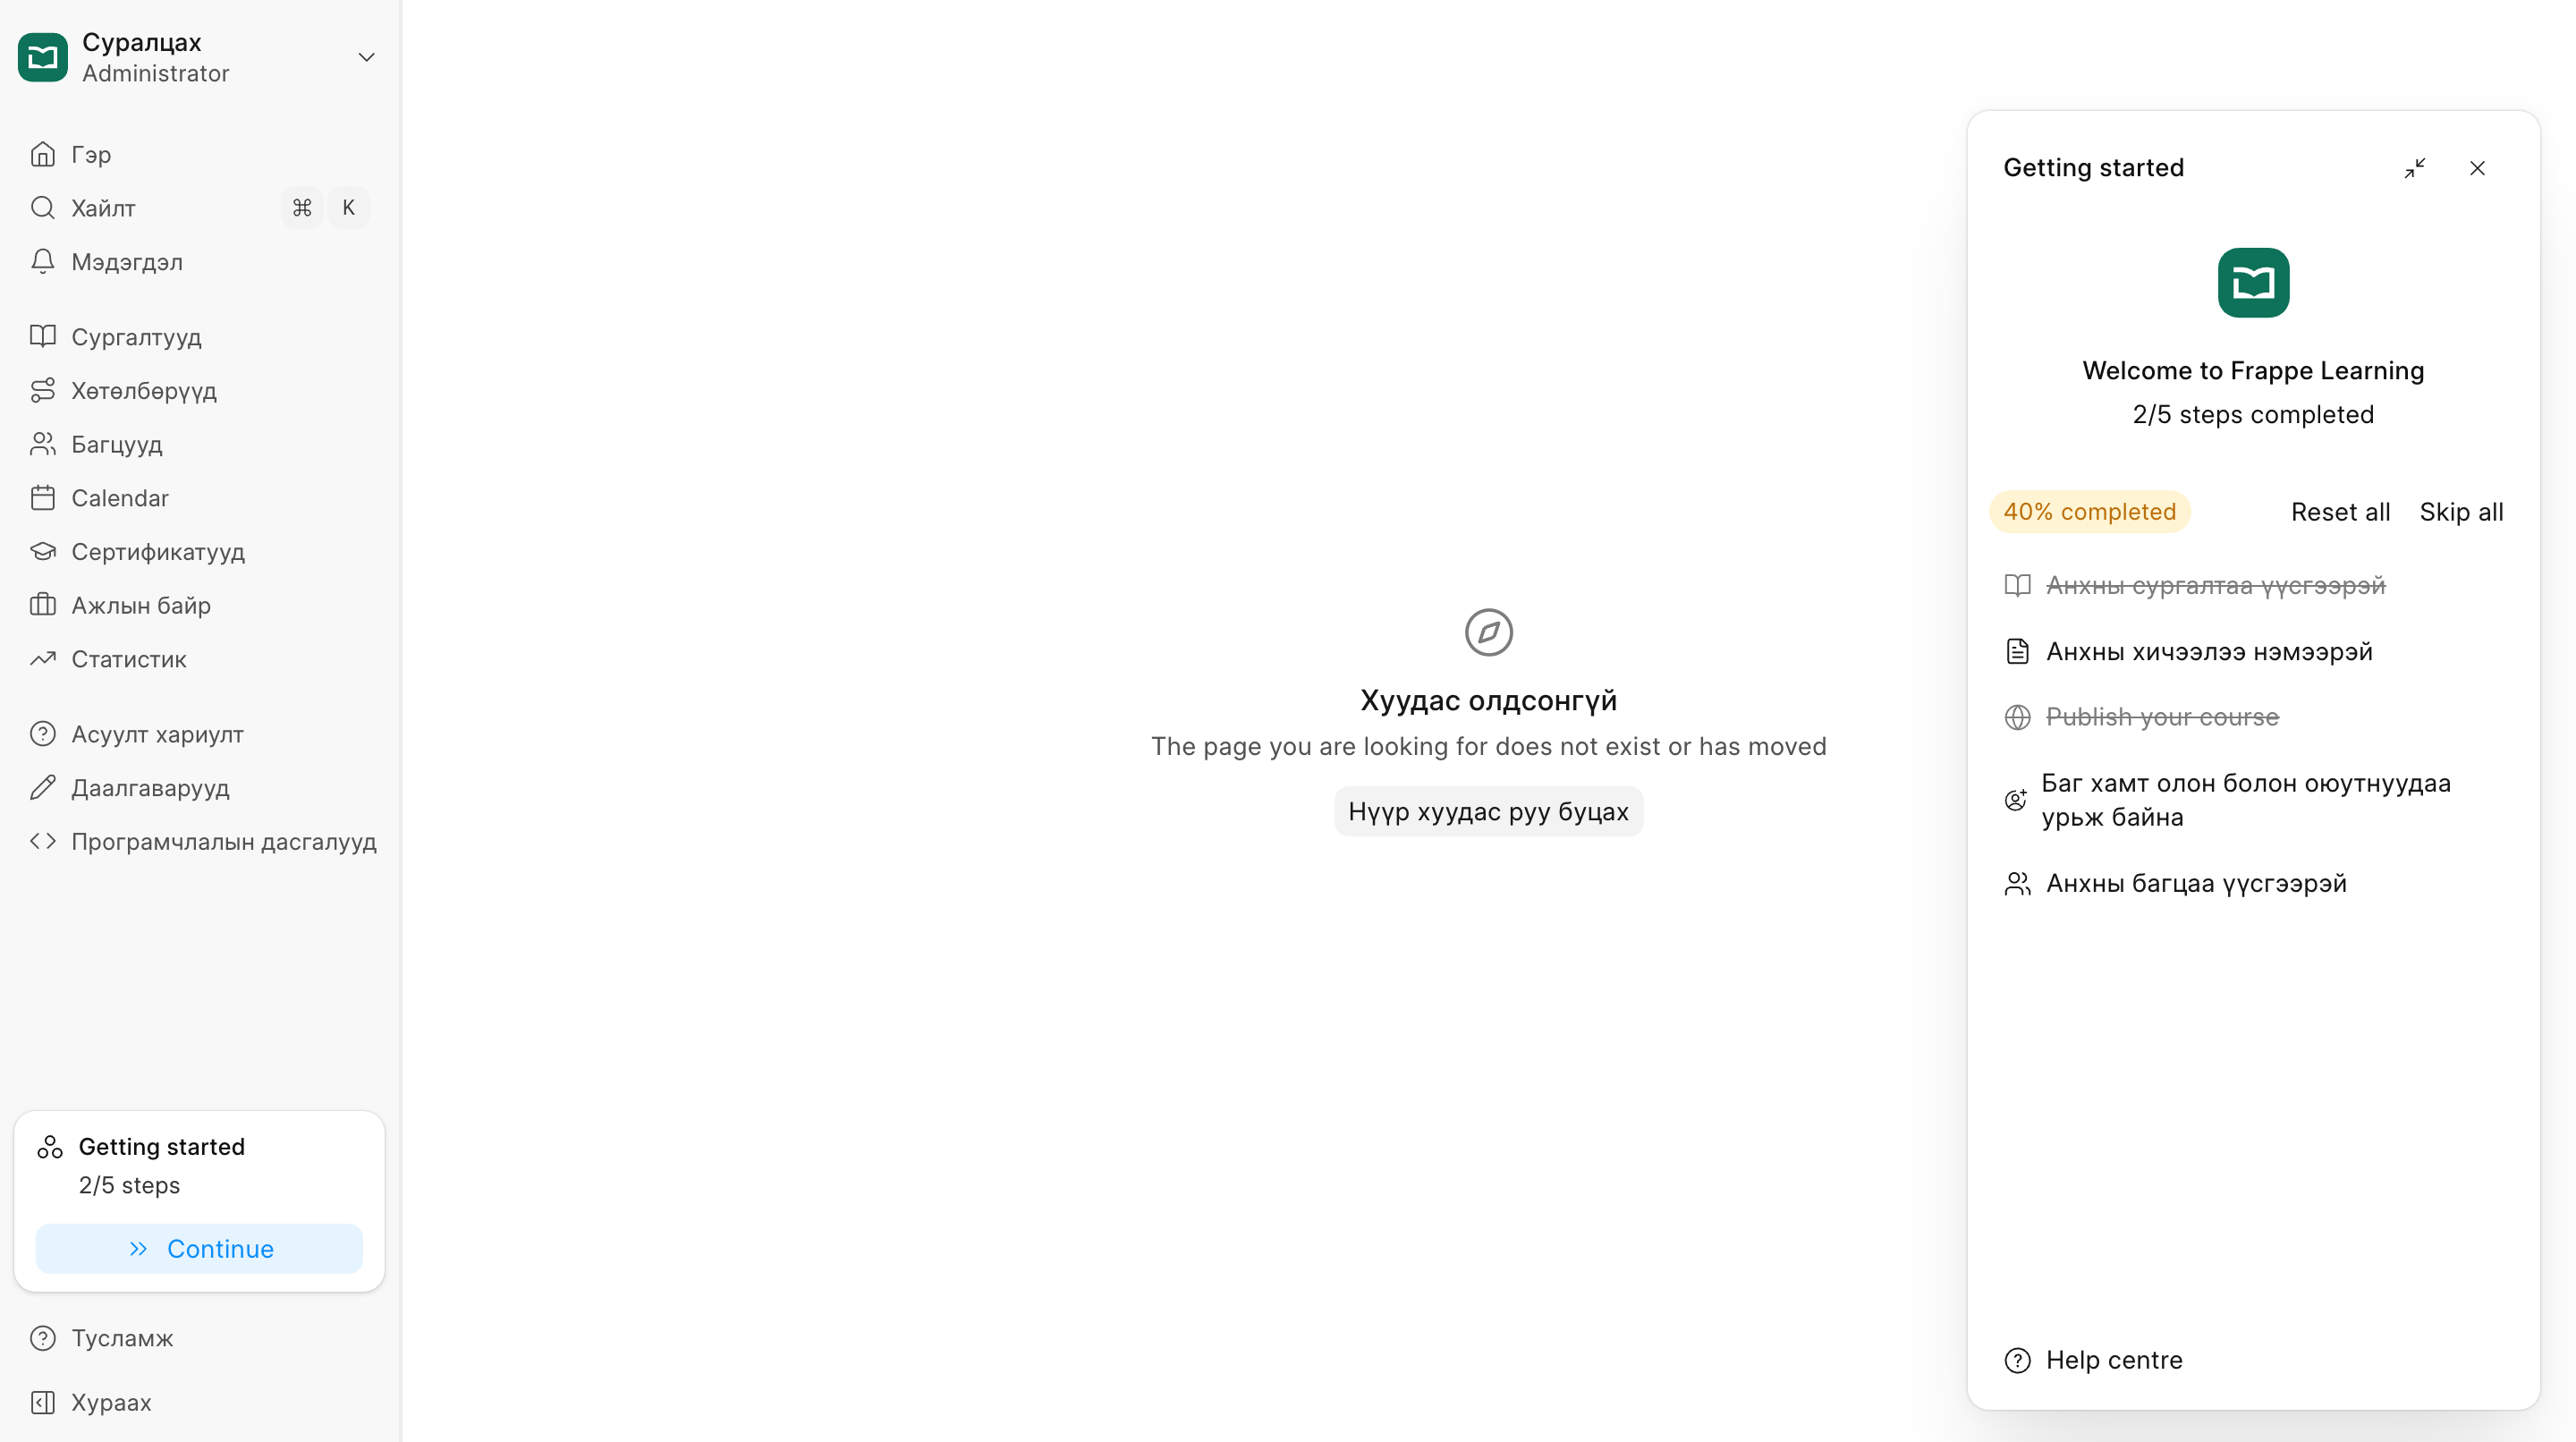 Суралцах
Administrator
Гэр
Хайлт ⌘ K
Мэдэгдэл
Сургалтууд
Хөтөлбөрүүд
Багцууд
Calendar
Сертификатууд
Ажлын байр
Статистик
Асуулт хариулт
Даалгаварууд
Програмчлалын дасгалууд
Getting started
2/5 steps
Continue
Тусламж
Хураах
Хуудас олдсонгүй
The page you are looking for does not exist or has moved
Нүүр хуудас руу буцах
Getting started
Welcome to Frappe Learning
2/5 steps completed
40% completed Reset all Skip all
Анхны сургалтаа үүсгээрэй
Анхны хичээлээ нэмээрэй
Publish your course
Баг хамт олон болон оюутнуудаа
урьж байна
Анхны багцаа үүсгээрэй
Help centre